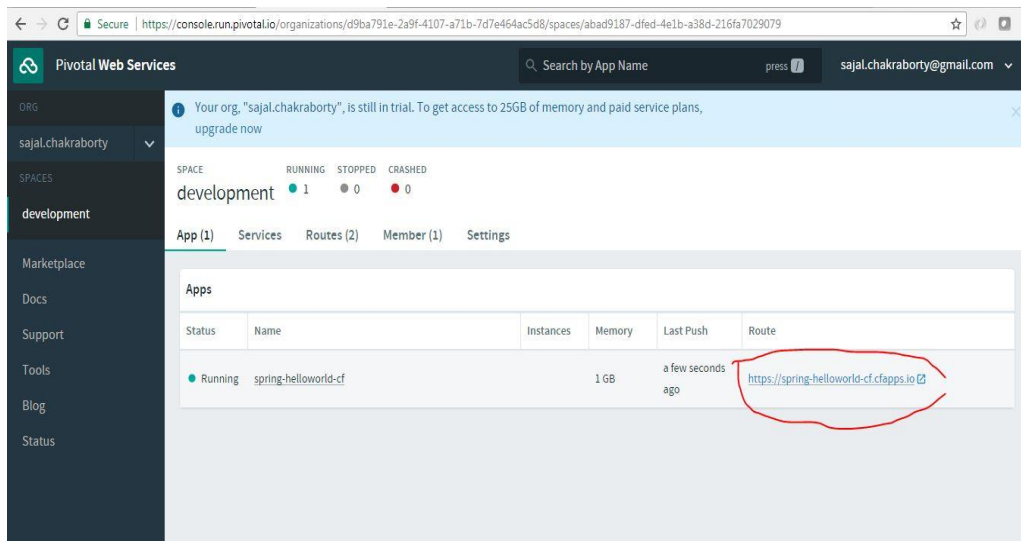 Secure https://console.run.pivotal.io/organizations/d9ba791e-2a9f-4107-a71b-7d7e464ac5d8/spaces/abad9187-dfed-4e1b-a38d-216fa7029079
Pivotal Web Services
Search by App Name
press /
sajal.chakraborty@gmail.com
ORG
sajal.chakraborty
SPACES
development
Marketplace
Docs
Support
Tools
Blog
Status
Your org, "sajal.chakraborty", is still in trial. To get access to 25GB of memory and paid service plans,
upgrade now
SPACE RUNNING STOPPED CRASHED
development 1 0 0
App (1) Services Routes (2) Member (1) Settings
Apps
Status Name Instances Memory Last Push Route
Running spring-helloworld-cf 1 GB a few seconds https://spring-helloworld-cf.cfapps.io
ago